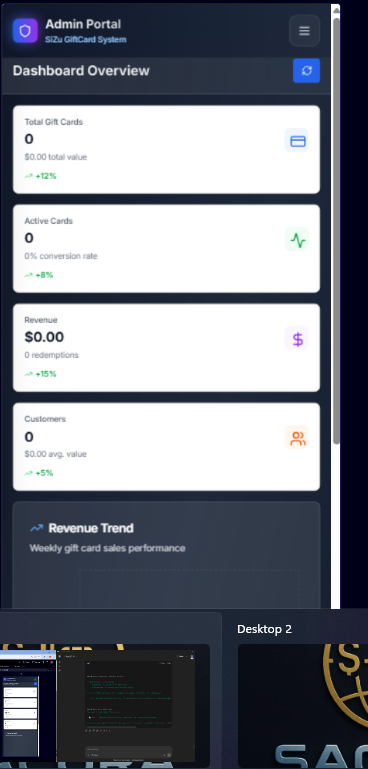 Admin Portal
SiZu GiftCard System
Dashboard Overview
Total Gift Cards
0
$0.00 total value
+12%
Active Cards
0
0% conversion rate
+8%
Revenue
$0.00
0 redemptions
+15%
Customers
0
$0.00 avg. value
+5%
Revenue Trend
Weekly gift card sales performance
Desktop 2